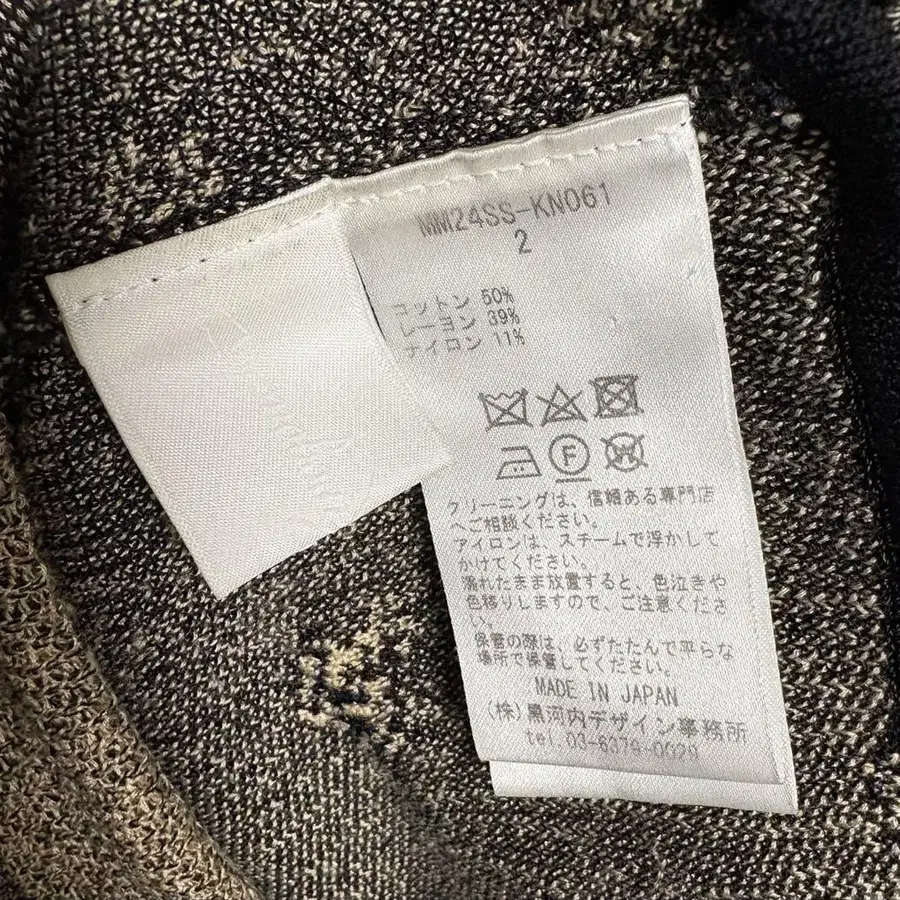 MM24SS-KN061
2
コットン 50%
レーヨン 39%
ナイロン 11%
F
W
クリーニングは、信頼ある専門店
へご相談ください。
アイロンは、スチームで浮かして
かけてください。
濡れたまま放置すると、色泣きや
色移りしますので、ご注意くださ
い。
保管の際は、必ずたたんで平らな
場所で保管してください。
MADE IN JAPAN
(株)黒河内デザイン事務所
tel.03-6379-0029